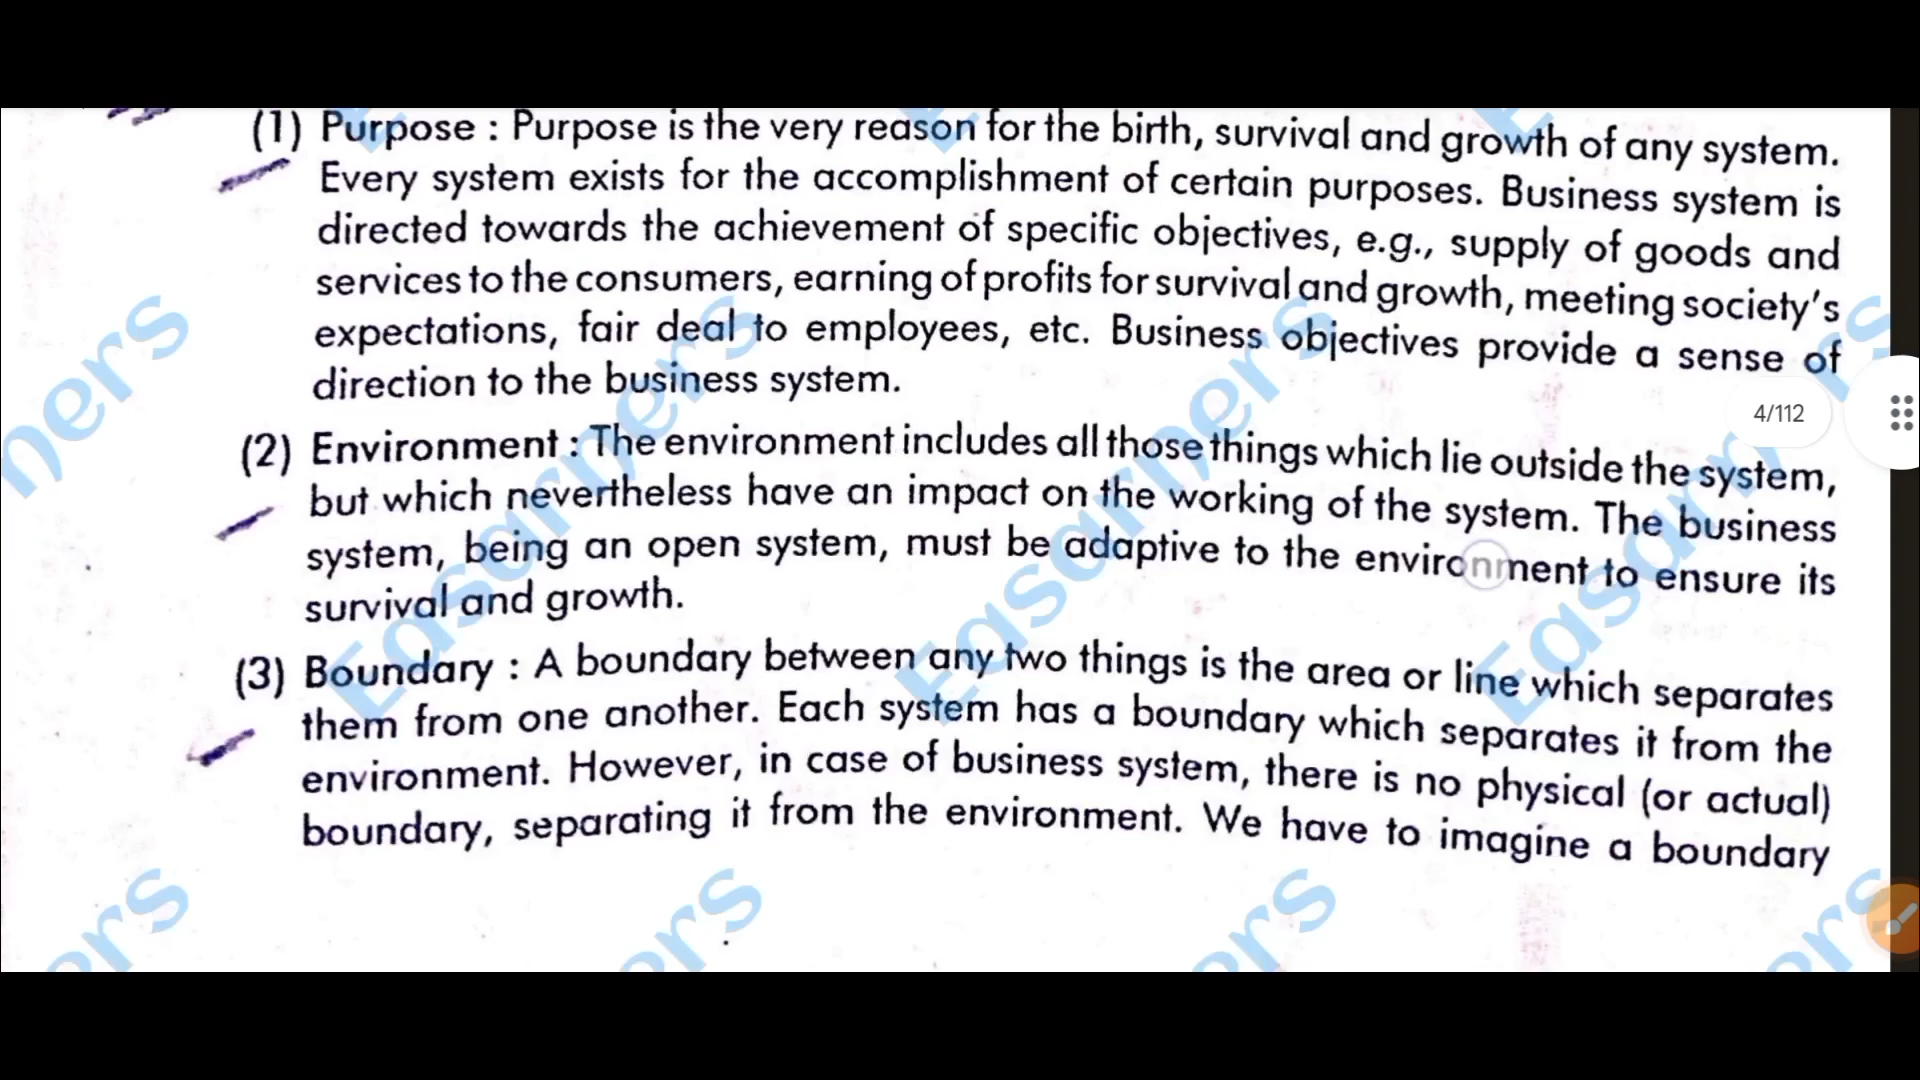 (1) Purpose : Purpose is the very reason for the birth, survival and growth of any system.
Every system exists for the accomplishment of certain purposes. Business system is
directed towards the achievement of specific objectives, e.g., supply of goods and
services to the consumers, earning of profits for survival and growth, meeting society's
expectations, fair deal to employees, etc. Business objectives provide a sense of
direction to the business system.
4/112
(2) Environment : The environment includes all those things which lie outside the system,
but which nevertheless have an impact on the working of the system. The business
system, being an open system, must be adaptive to the environment to ensure its
survival and growth.
(3) Boundary : A boundary between any two things is the area or line which separates
them from one another. Each system has a boundary which separates it from the
environment. However, in case of business system, there is no physical (or actual)
boundary, separating it from the environment. We have to imagine a boundary
Easarners
Easarners
Easarners
ners
ers
ers
ers
ers